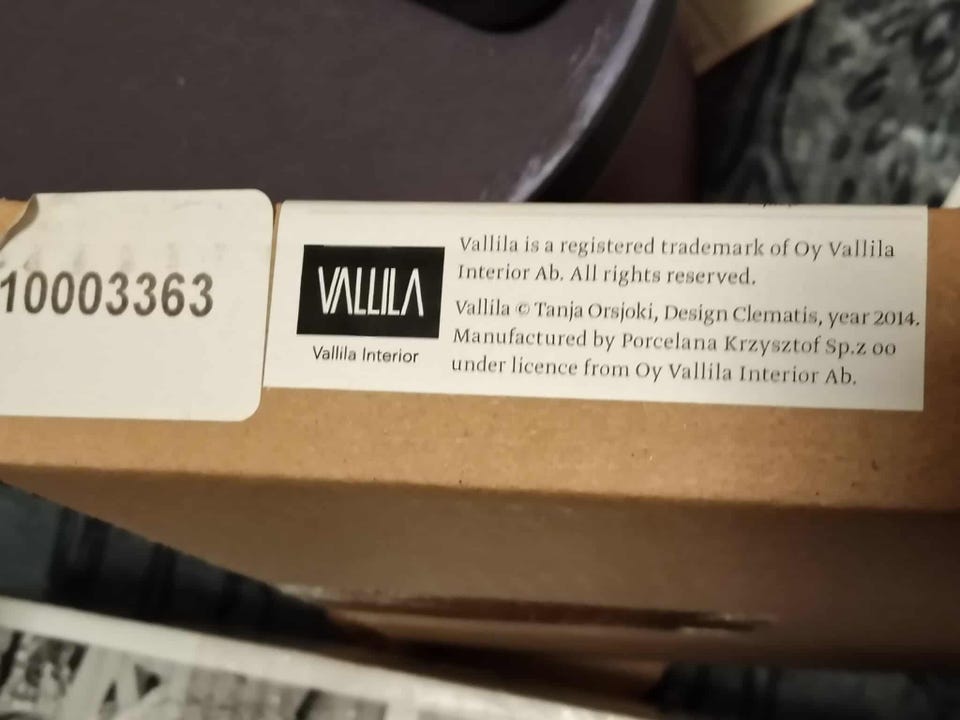 10003363
VALLILA
Vallila Interior
Vallila is a registered trademark of Oy Vallila
Interior Ab. All rights reserved.
Vallila © Tanja Orsjoki, Design Clematis, year 2014.
Manufactured by Porcelana Krzysztof Sp.z oo
under licence from Oy Vallila Interior Ab.